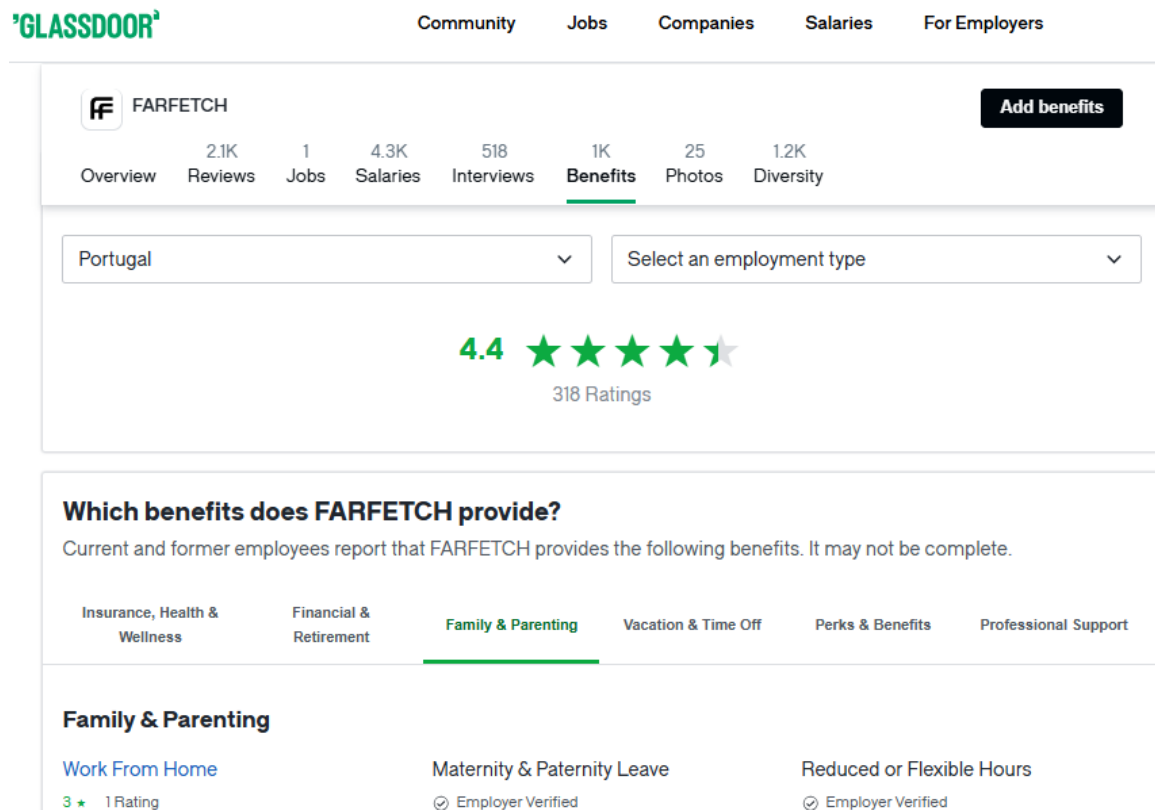 GLASSDOOR
Community Jobs Companies Salaries For Employers
FARFETCH
Add benefits
2.1K 1 4.3K 518 1K 25 1.2K
Overview Reviews Jobs Salaries Interviews Benefits Photos Diversity
Portugal
Select an employment type
4.4
318 Ratings
Which benefits does FARFETCH provide?
Current and former employees report that FARFETCH provides the following benefits. It may not be complete.
Insurance, Health & Wellness
Financial & Retirement
Family & Parenting
Vacation & Time Off
Perks & Benefits
Professional Support
Family & Parenting
Work From Home
3 ★ 1 Rating
Maternity & Paternity Leave
Employer Verified
Reduced or Flexible Hours
Employer Verified